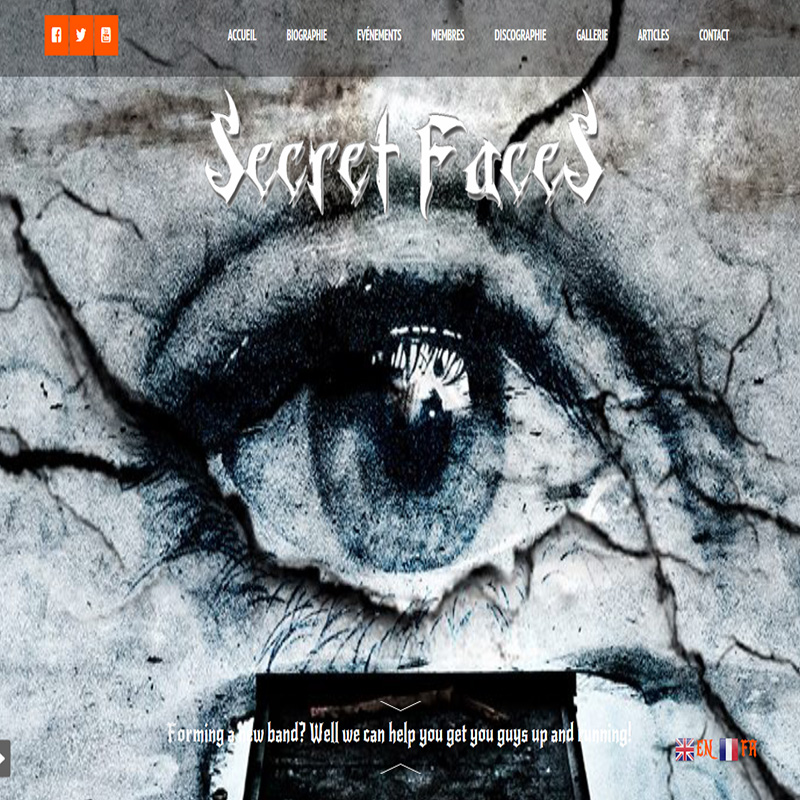 ACCUEIL BIOGRAPHIE EVÉNEMENTS MEMBRES DISCOGRAPHIE GALLERIE ARTICLES CONTACT
Secret FaceS
Forming a new band? Well we can help you get you guys up and running!
EN FR